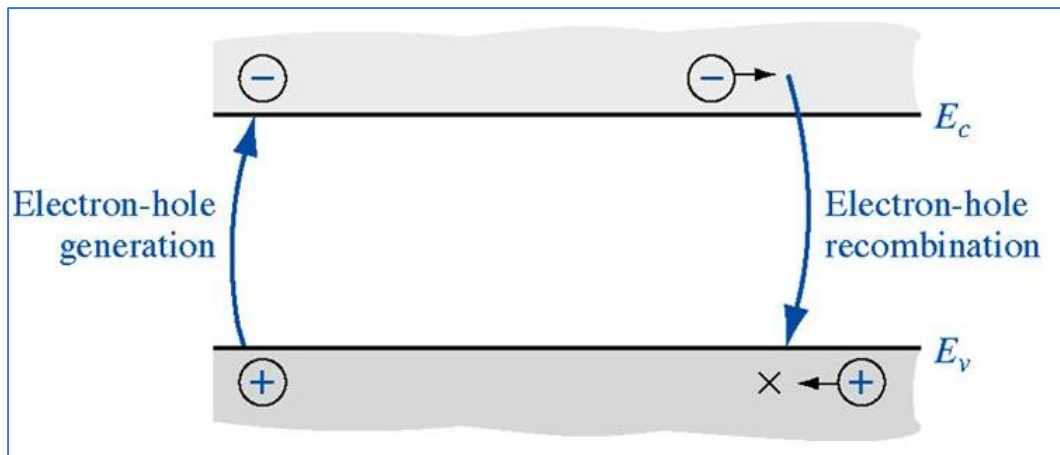 −
−
E_c
Electron-hole
generation
Electron-hole
recombination
E_v
+
×
+